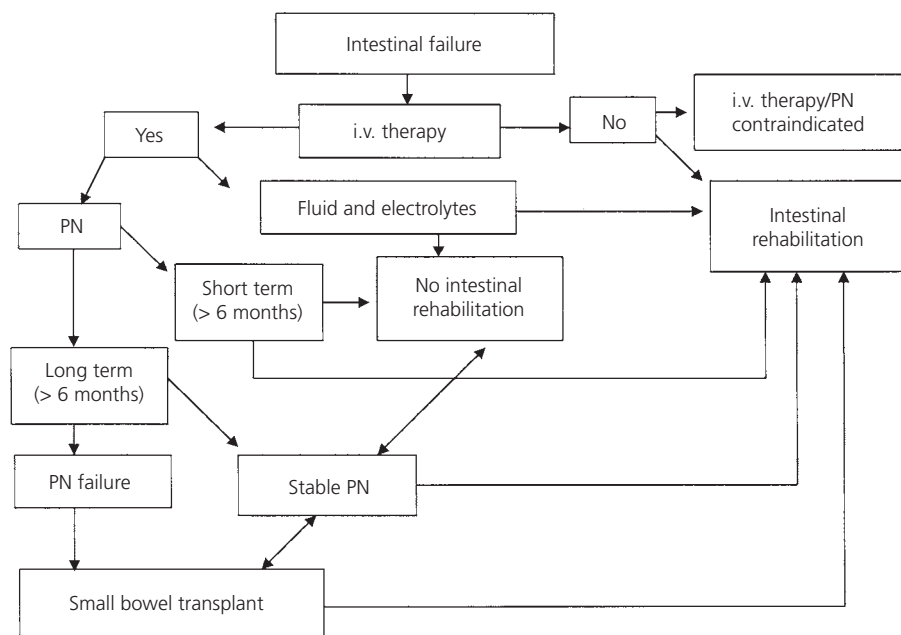 Intestinal failure
i.v. therapy
No
i.v. therapy/PN
contraindicated
Yes
PN
Fluid and electrolytes
Intestinal
rehabilitation
Short term
(> 6 months)
No intestinal
rehabilitation
Long term
(> 6 months)
PN failure
Stable PN
Small bowel transplant